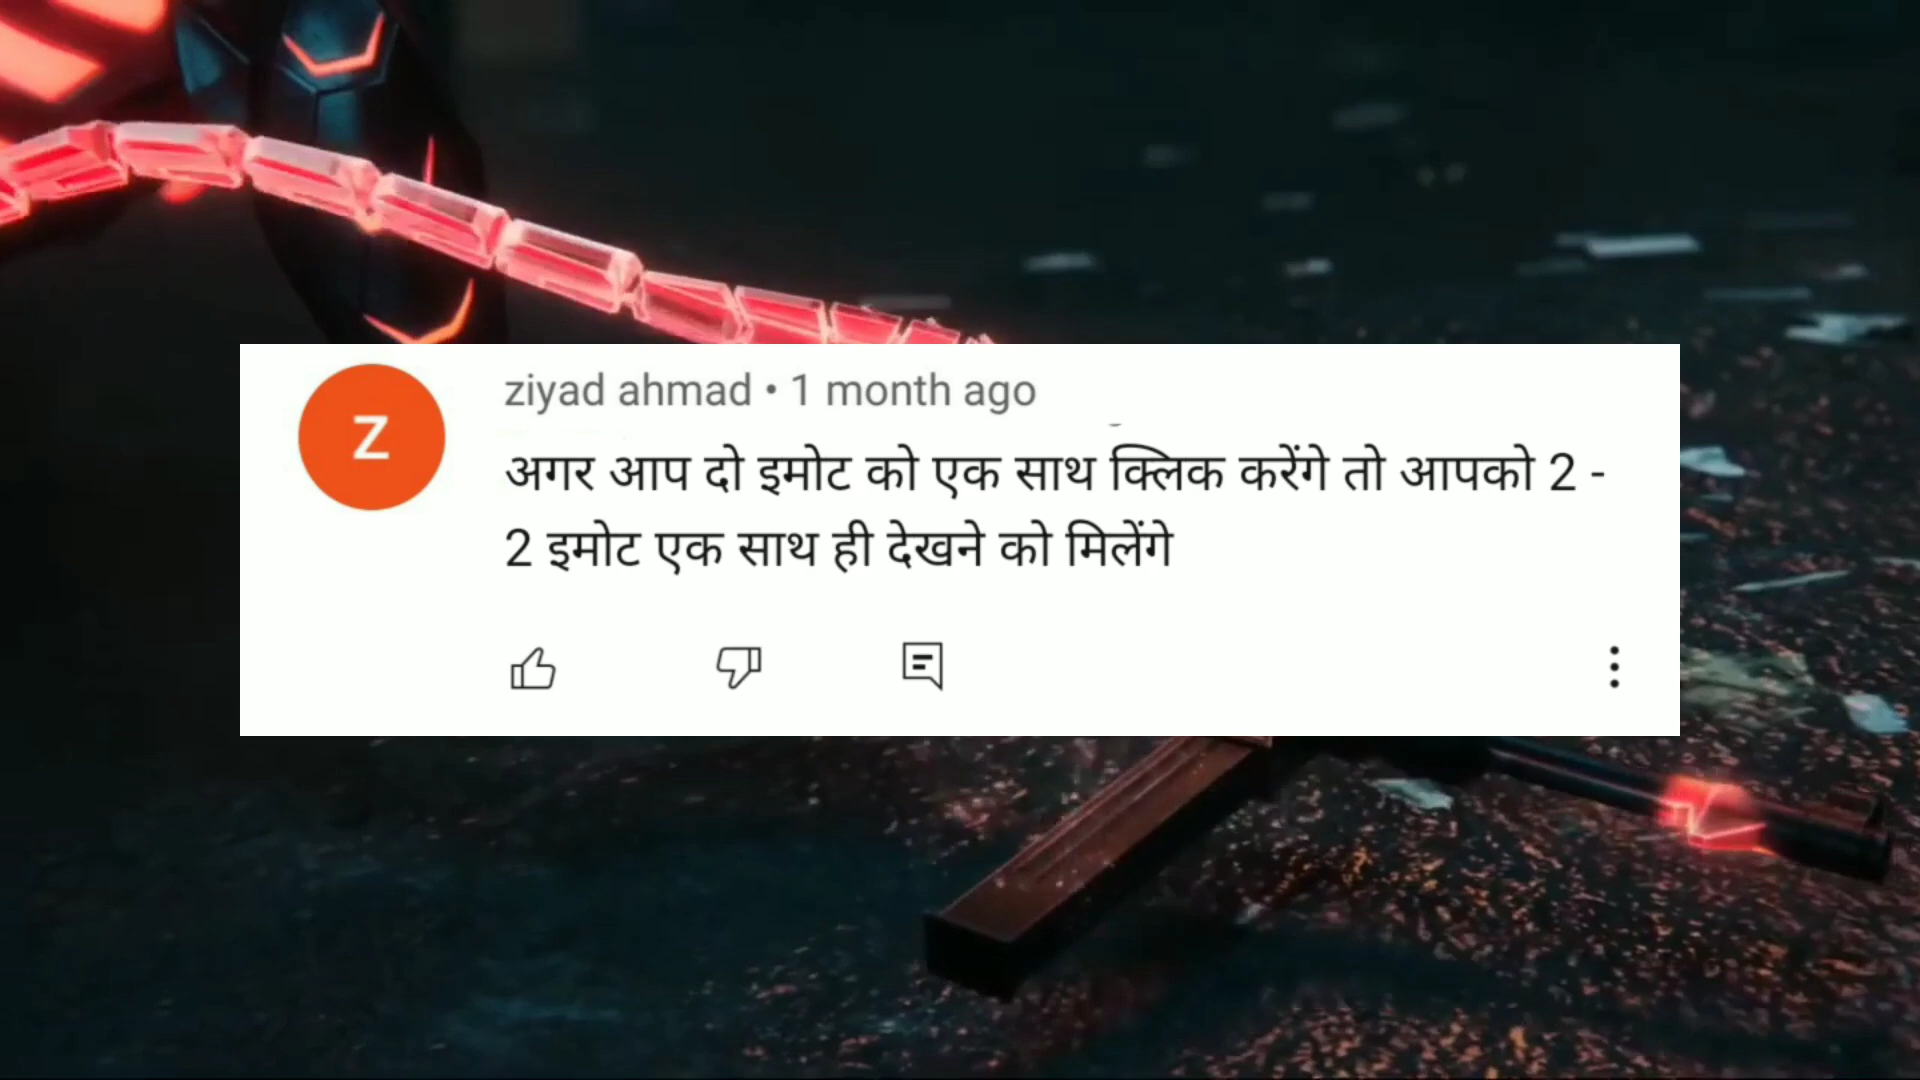 Z
ziyad ahmad • 1 month ago
अगर आप दो इमोट को एक साथ क्लिक करेंगे तो आपको 2 -
2 इमोट एक साथ ही देखने को मिलेंगे